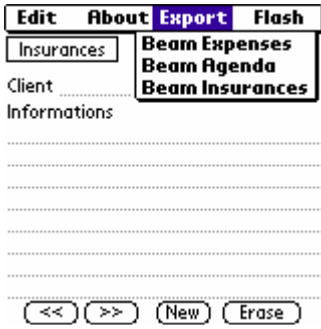 Edit About Export Flash
Beam Expenses
Beam Agenda
Beam Insurances
Insurances
Client
Informations
<< >> New Erase